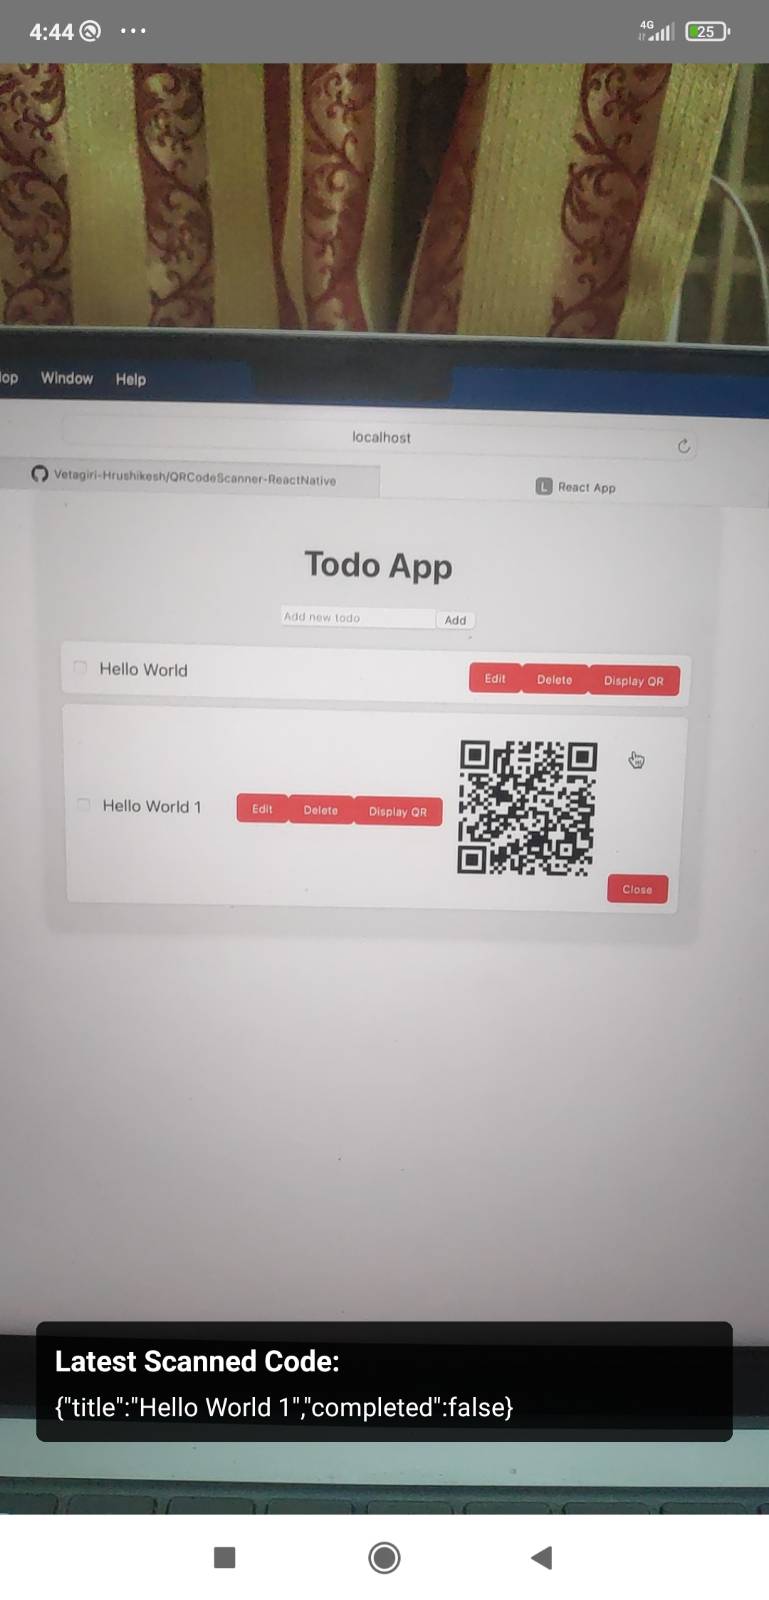 4:44
4G
25
Window Help
localhost
Vetagiri-Hrushikesh/QRCodeScanner-ReactNative
L React App
Todo App
Add new todo Add
Hello World Edit Delete Display QR
Hello World 1 Edit Delete Display QR
Close
Latest Scanned Code:
{"title":"Hello World 1","completed":false}